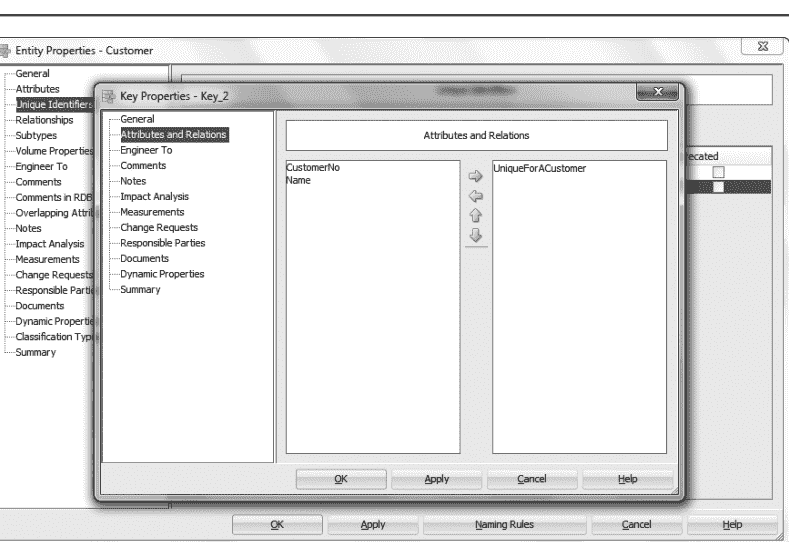 Entity Properties - Customer
General
Attributes
Unique Identifiers
Relationships
Subtypes
Volume Properties
Engineer To
Comments
Comments in RDB
Overlapping Attrib
Notes
Impact Analysis
Measurements
Change Requests
Responsible Partie
Documents
Dynamic Propertie
Classification Typ
Summary
ecated
Key Properties - Key_2
General
Attributes and Relations
Engineer To
Comments
Notes
Impact Analysis
Measurements
Change Requests
Responsible Parties
Documents
Dynamic Properties
Summary
Attributes and Relations
CustomerNo
Name
UniqueForACustomer
OK Apply Cancel Help
OK Apply Naming Rules Cancel Help